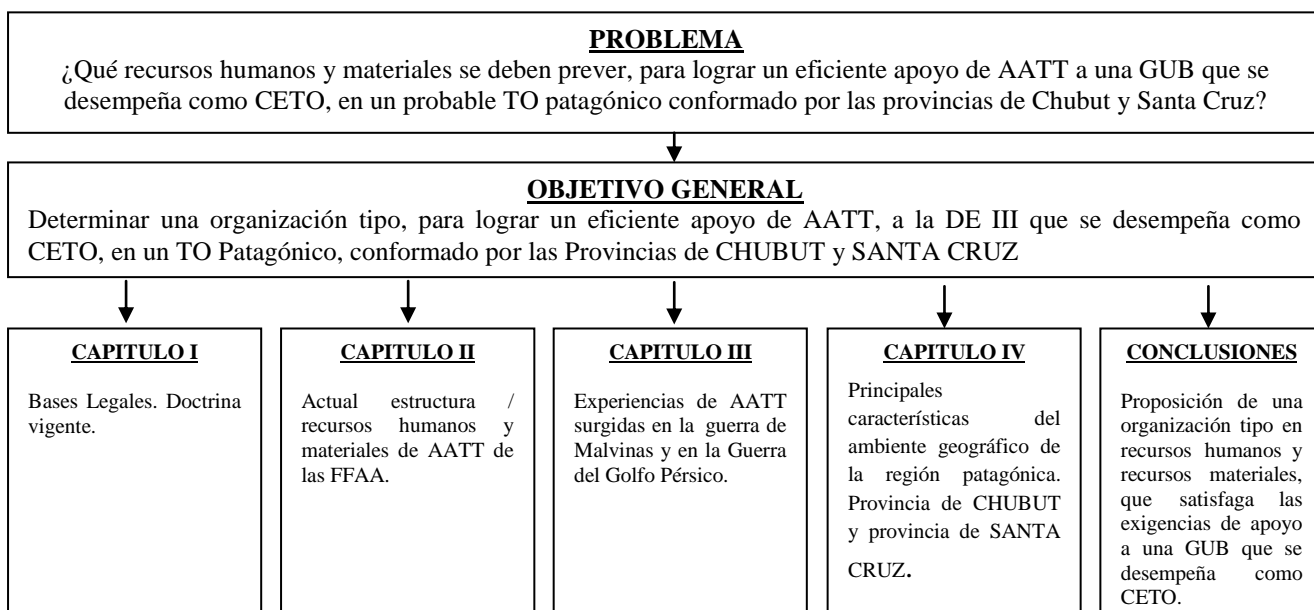 PROBLEMA
¿Qué recursos humanos y materiales se deben prever, para lograr un eficiente apoyo de AATT a una GUB que se
desempeña como CETO, en un probable TO patagónico conformado por las provincias de Chubut y Santa Cruz?
OBJETIVO GENERAL
Determinar una organización tipo, para lograr un eficiente apoyo de AATT, a la DE III que se desempeña como
CETO, en un TO Patagónico, conformado por las Provincias de CHUBUT y SANTA CRUZ
CAPITULO I
Bases Legales. Doctrina
vigente.
CAPITULO II
Actual estructura /
recursos humanos y
materiales de AATT de
las FFAA.
CAPITULO III
Experiencias de AATT
surgidas en la guerra de
Malvinas y en la Guerra
del Golfo Pérsico.
CAPITULO IV
Principales
características del
ambiente geográfico de
la región patagónica.
Provincia de CHUBUT
y provincia de SANTA
CRUZ.
CONCLUSIONES
Proposición de una
organización tipo en
recursos humanos y
recursos materiales,
que satisfaga las
exigencias de apoyo
a una GUB que se
desempeña como
CETO.